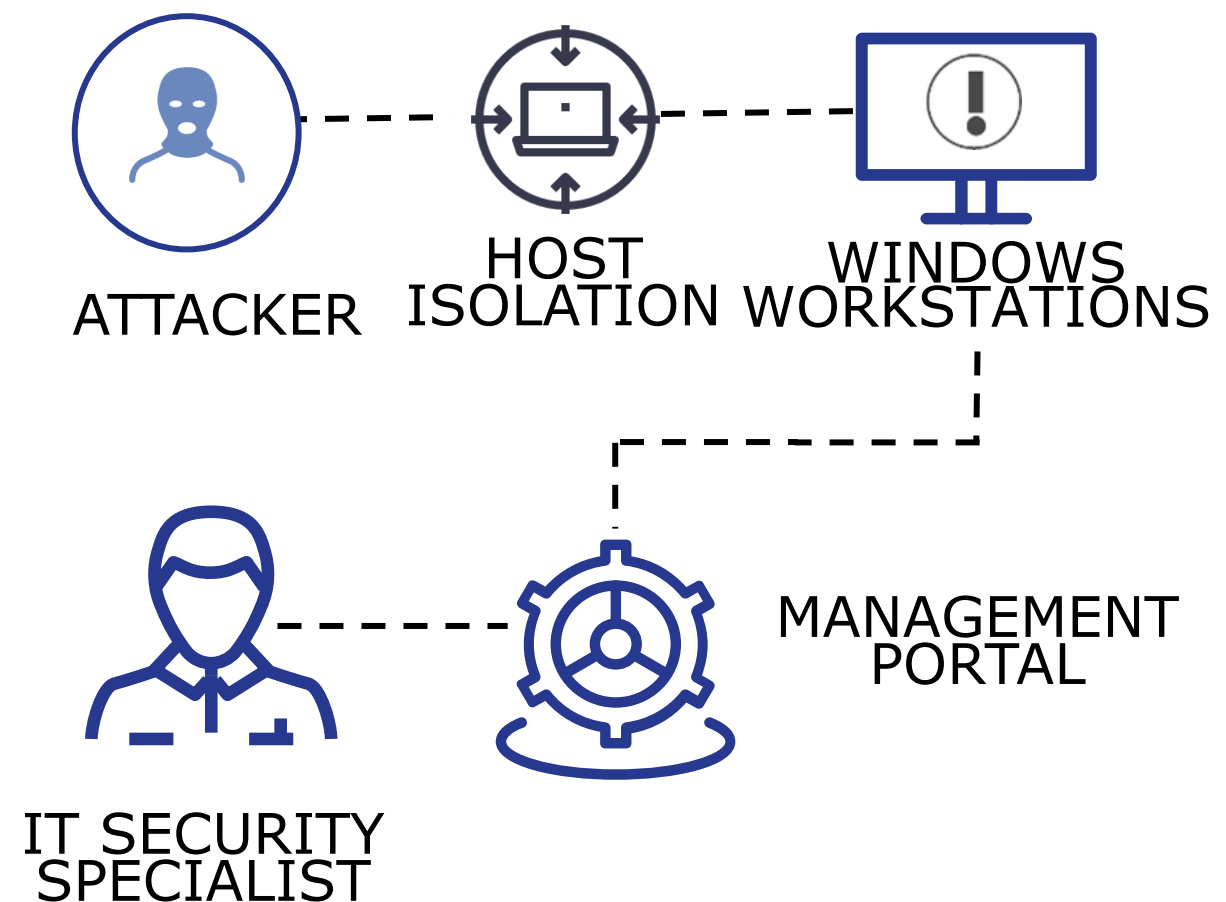 ATTACKER
HOST
ISOLATION
WINDOWS
WORKSTATIONS
MANAGEMENT
PORTAL
IT SECURITY
SPECIALIST